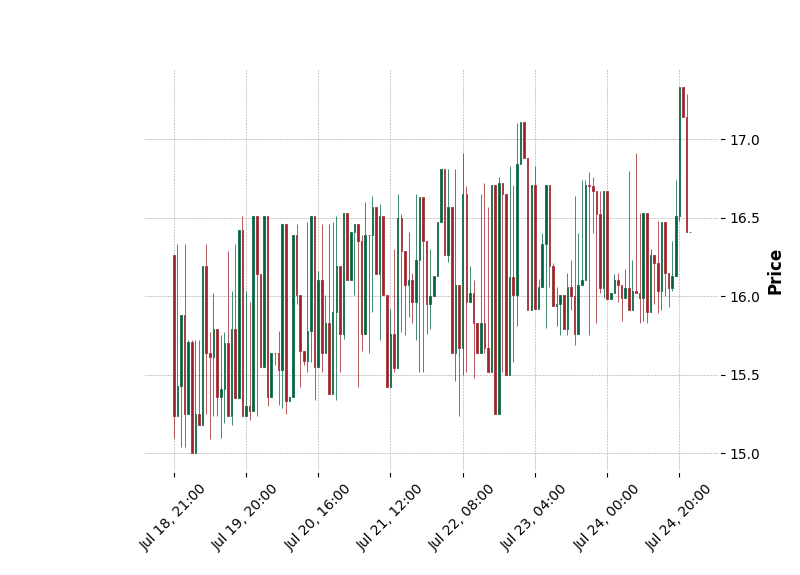 17.0
16.5
16.0
15.5
15.0
Price
Jul 18, 21:00
Jul 19, 20:00
Jul 20, 16:00
Jul 21, 12:00
Jul 22, 08:00
Jul 23, 04:00
Jul 24, 00:00
Jul 24, 20:00